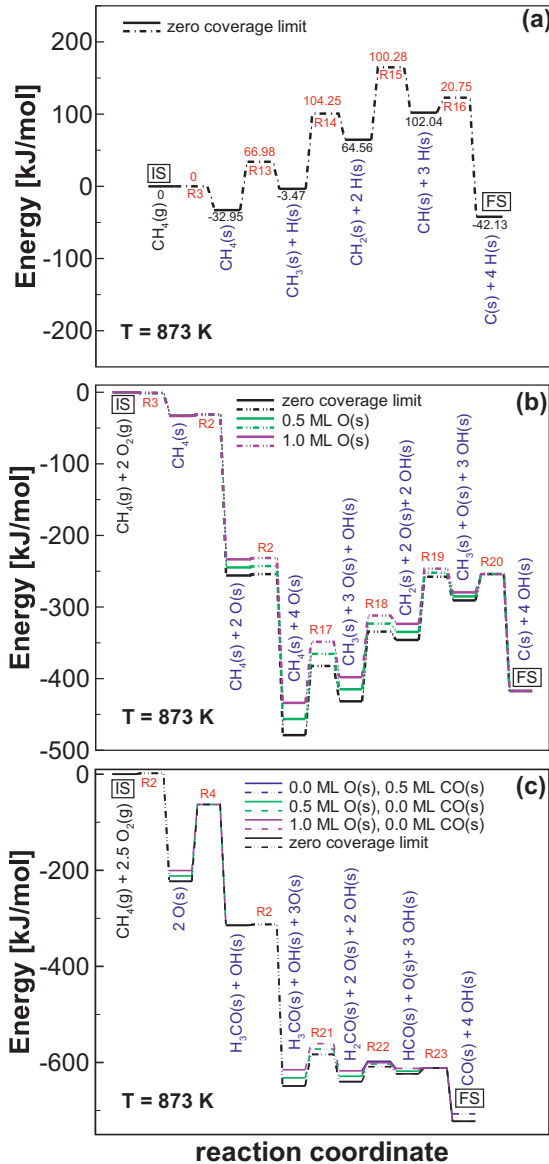 (a)
zero coverage limit
200
100
0
-100
-200
Energy [kJ/mol]
IS
CH₄(g)
0
0
R3
-32.95
CH₄(s)
66.98
R13
-3.47
CH₃(s) + H(s)
104.25
R14
64.56
CH₂(s) + 2 H(s)
100.28
R15
102.04
CH(s) + 3 H(s)
20.75
R16
FS
-42.13
C(s) + 4 H(s)
T = 873 K
(b)
zero coverage limit
0.5 ML O(s)
1.0 ML O(s)
0
-100
-200
-300
-400
-500
Energy [kJ/mol]
IS
CH₄(g) + 2 O₂(g)
R3
CH₄(s)
R2
CH₄(s) + 2 O(s)
R2
CH₄(s) + 4 O(s)
R17
CH₃(s) + 3 O(s) + OH(s)
R18
CH₂(s) + 2 O(s)+ 2 OH(s)
R19
CH₃(s) + O(s) + 3 OH(s)
R20
FS
C(s) + 4 OH(s)
T = 873 K
(c)
0.0 ML O(s), 0.5 ML CO(s)
0.5 ML O(s), 0.0 ML CO(s)
1.0 ML O(s), 0.0 ML CO(s)
zero coverage limit
0
-200
-400
-600
Energy [kJ/mol]
IS
CH₄(g) + 2.5 O₂(g)
R2
2 O(s)
R4
H₃CO(s) + OH(s)
R2
H₃CO(s) + OH(s) + 3O(s)
R21
H₂CO(s) + 2 O(s) + 2 OH(s)
R22
HCO(s) + O(s)+ 3 OH(s)
R23
CO(s) + 4 OH(s)
FS
T = 873 K
reaction coordinate